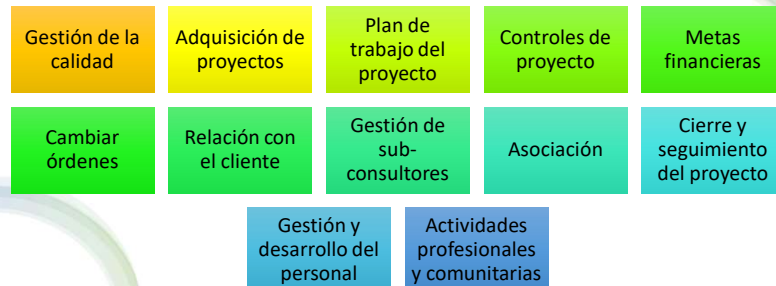 Gestión de la
calidad
Adquisición de
proyectos
Plan de
trabajo del
proyecto
Controles de
proyecto
Metas
financieras
Cambiar
órdenes
Relación con
el cliente
Gestión de
sub-
consultores
Asociación
Cierre y
seguimiento
del proyecto
Gestión y
desarrollo del
personal
Actividades
profesionales
y comunitarias